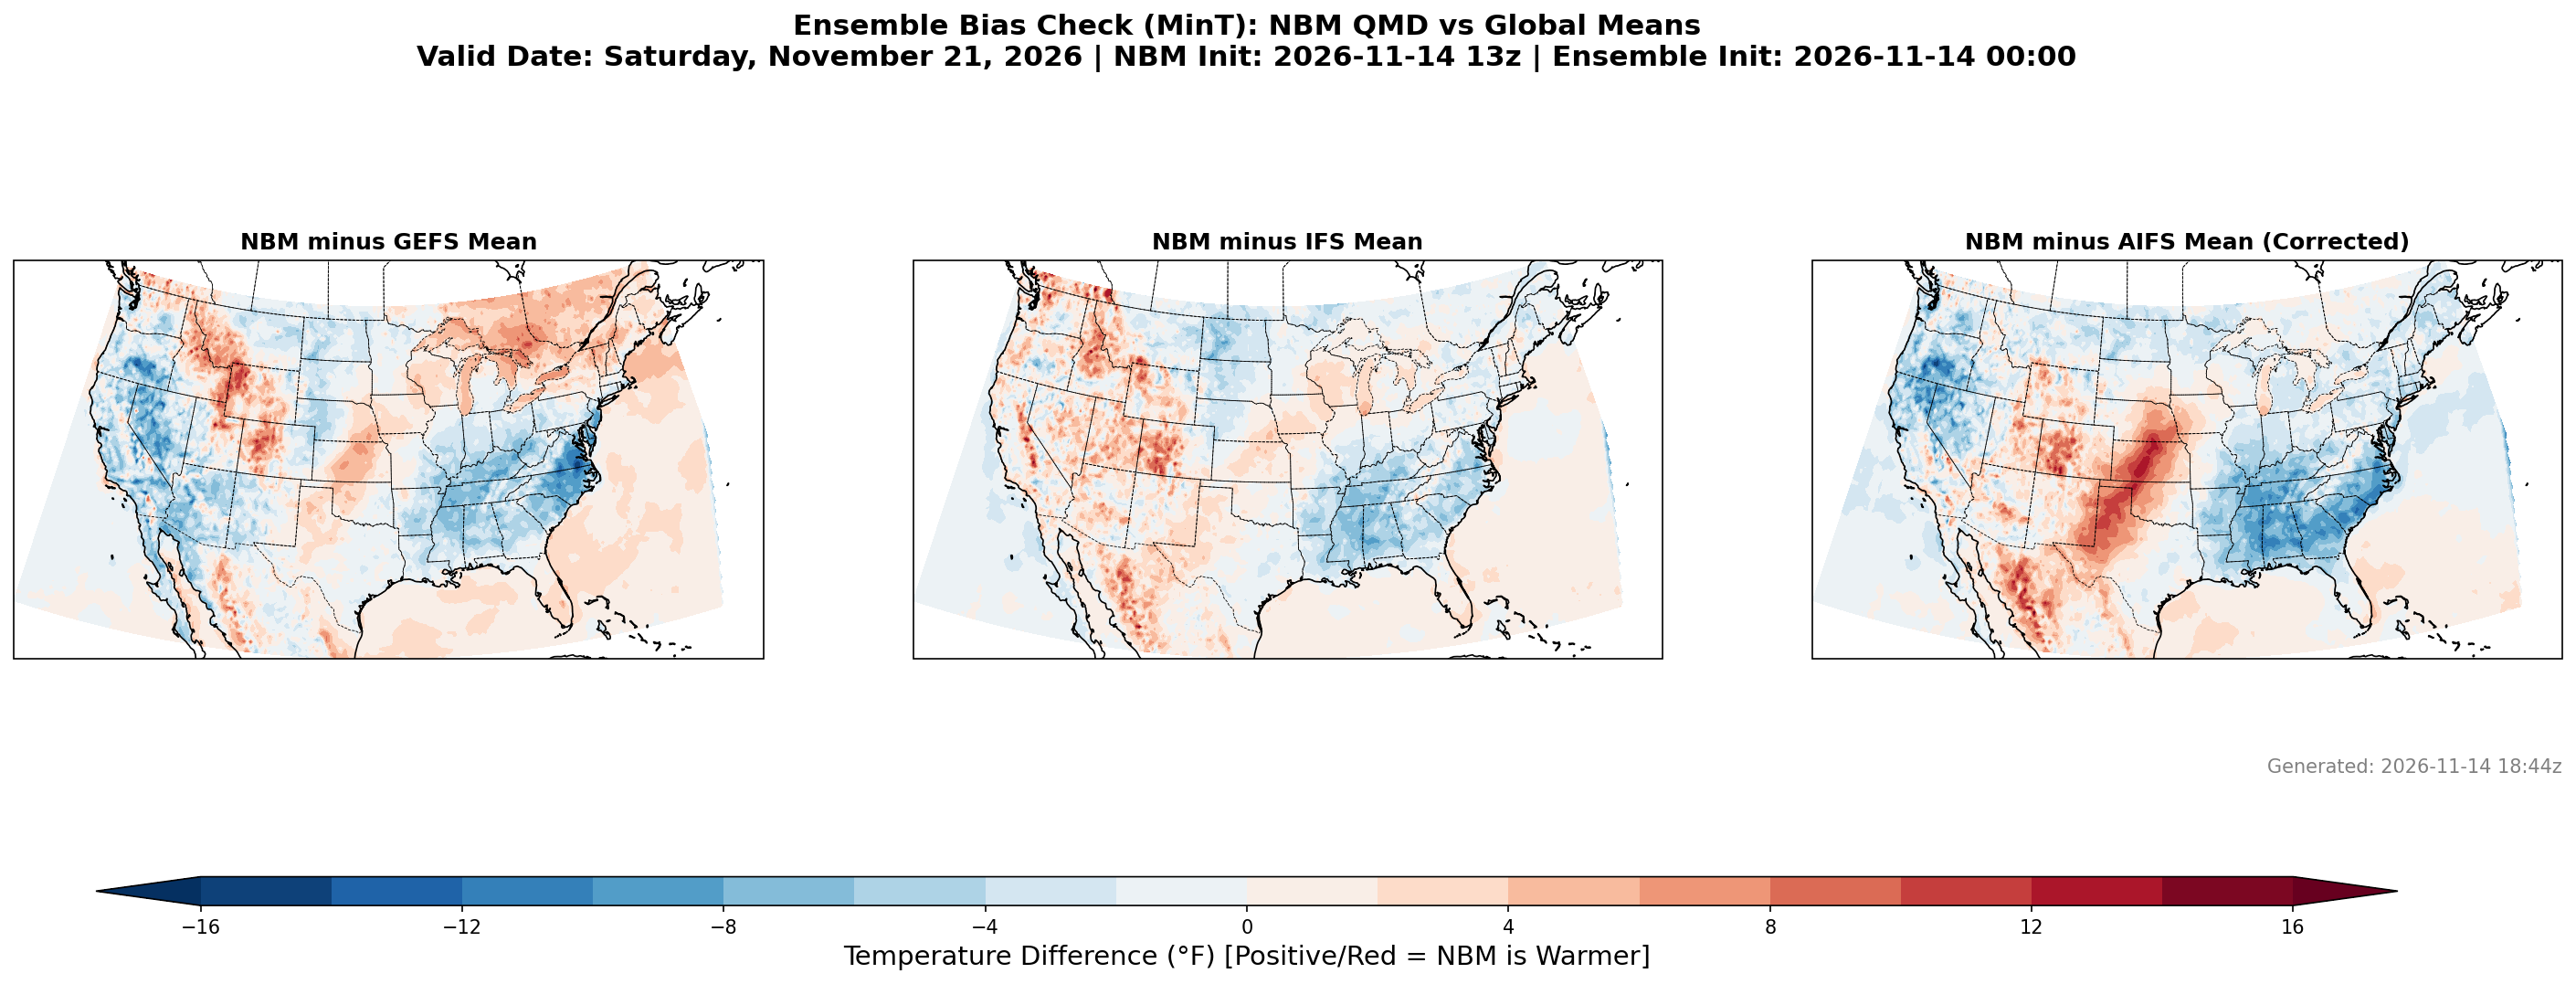 Ensemble Bias Check (MinT): NBM QMD vs Global Means
Valid Date: Saturday, November 21, 2026 | NBM Init: 2026-11-14 13z | Ensemble Init: 2026-11-14 00:00
NBM minus GEFS Mean
NBM minus IFS Mean
NBM minus AIFS Mean (Corrected)
Generated: 2026-11-14 18:44z
−16 −12 −8 −4 0 4 8 12 16
Temperature Difference (°F) [Positive/Red = NBM is Warmer]